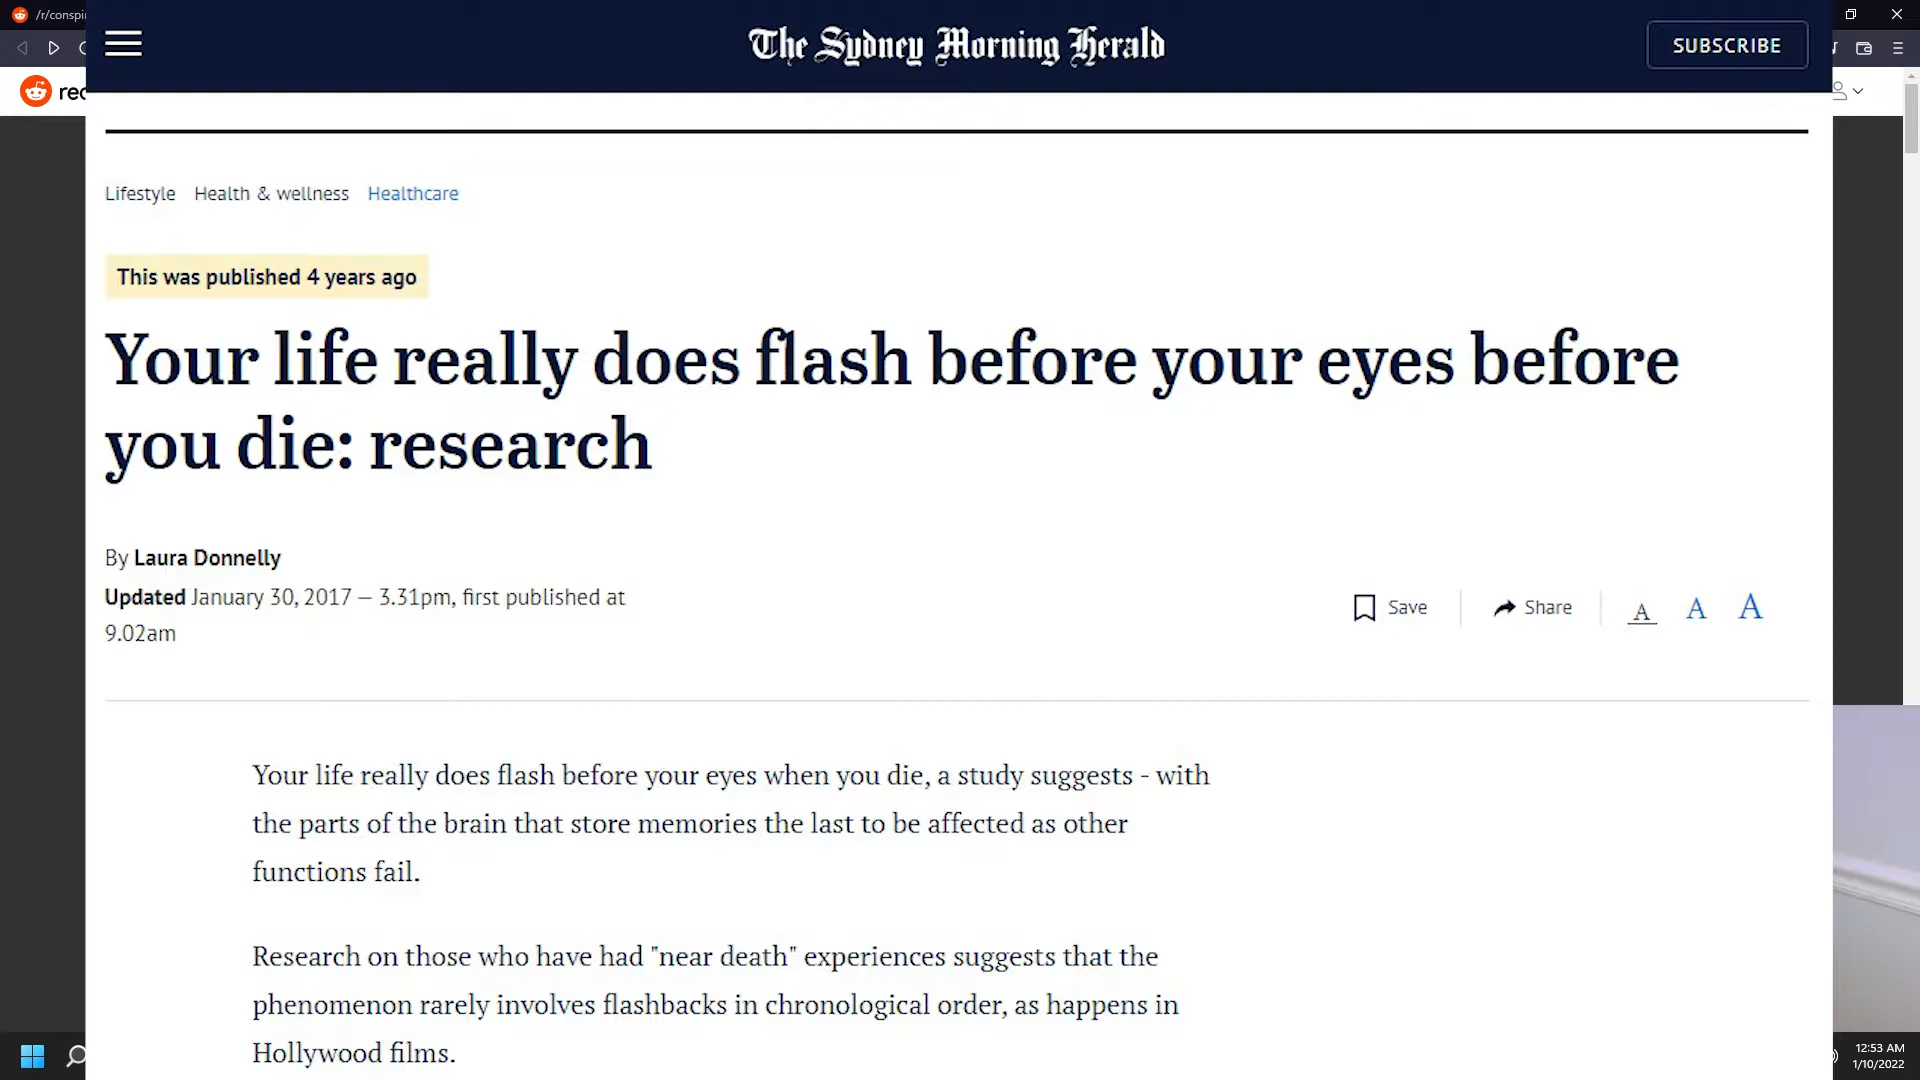 /r/conspi
The Sydney Morning Herald
SUBSCRIBE
Lifestyle Health & wellness Healthcare
This was published 4 years ago
Your life really does flash before your eyes before
you die: research
By Laura Donnelly
Updated January 30, 2017 — 3.31pm, first published at
9.02am
Save
Share
A A A
Your life really does flash before your eyes when you die, a study suggests - with
the parts of the brain that store memories the last to be affected as other
functions fail.
Research on those who have had "near death" experiences suggests that the
phenomenon rarely involves flashbacks in chronological order, as happens in
Hollywood films.
12:53 AM
1/10/2022